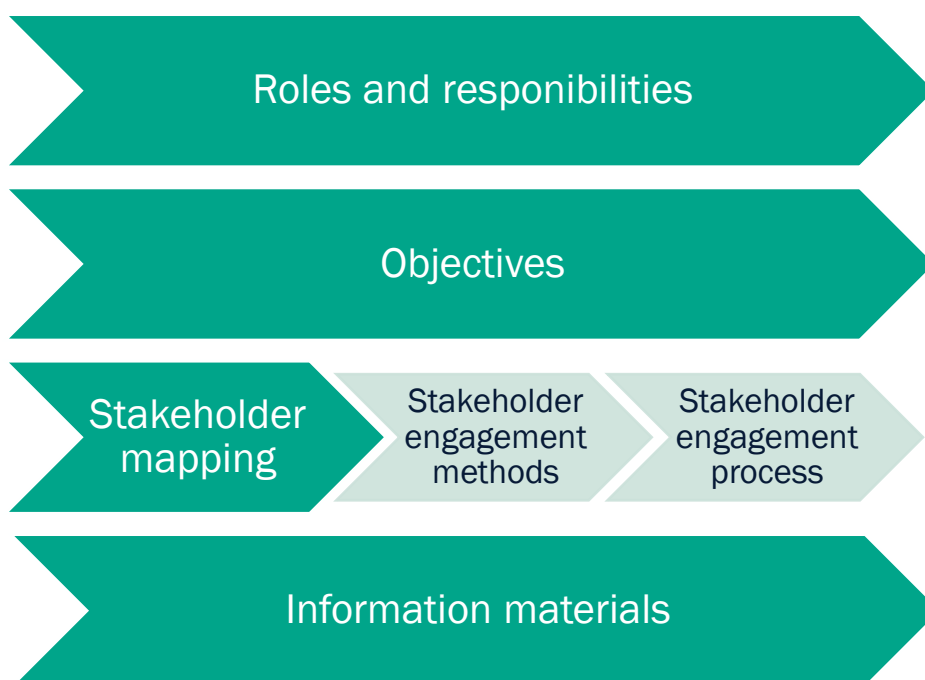 Roles and responibilities
Objectives
Stakeholder
mapping
Stakeholder
engagement
methods
Stakeholder
engagement
process
Information materials